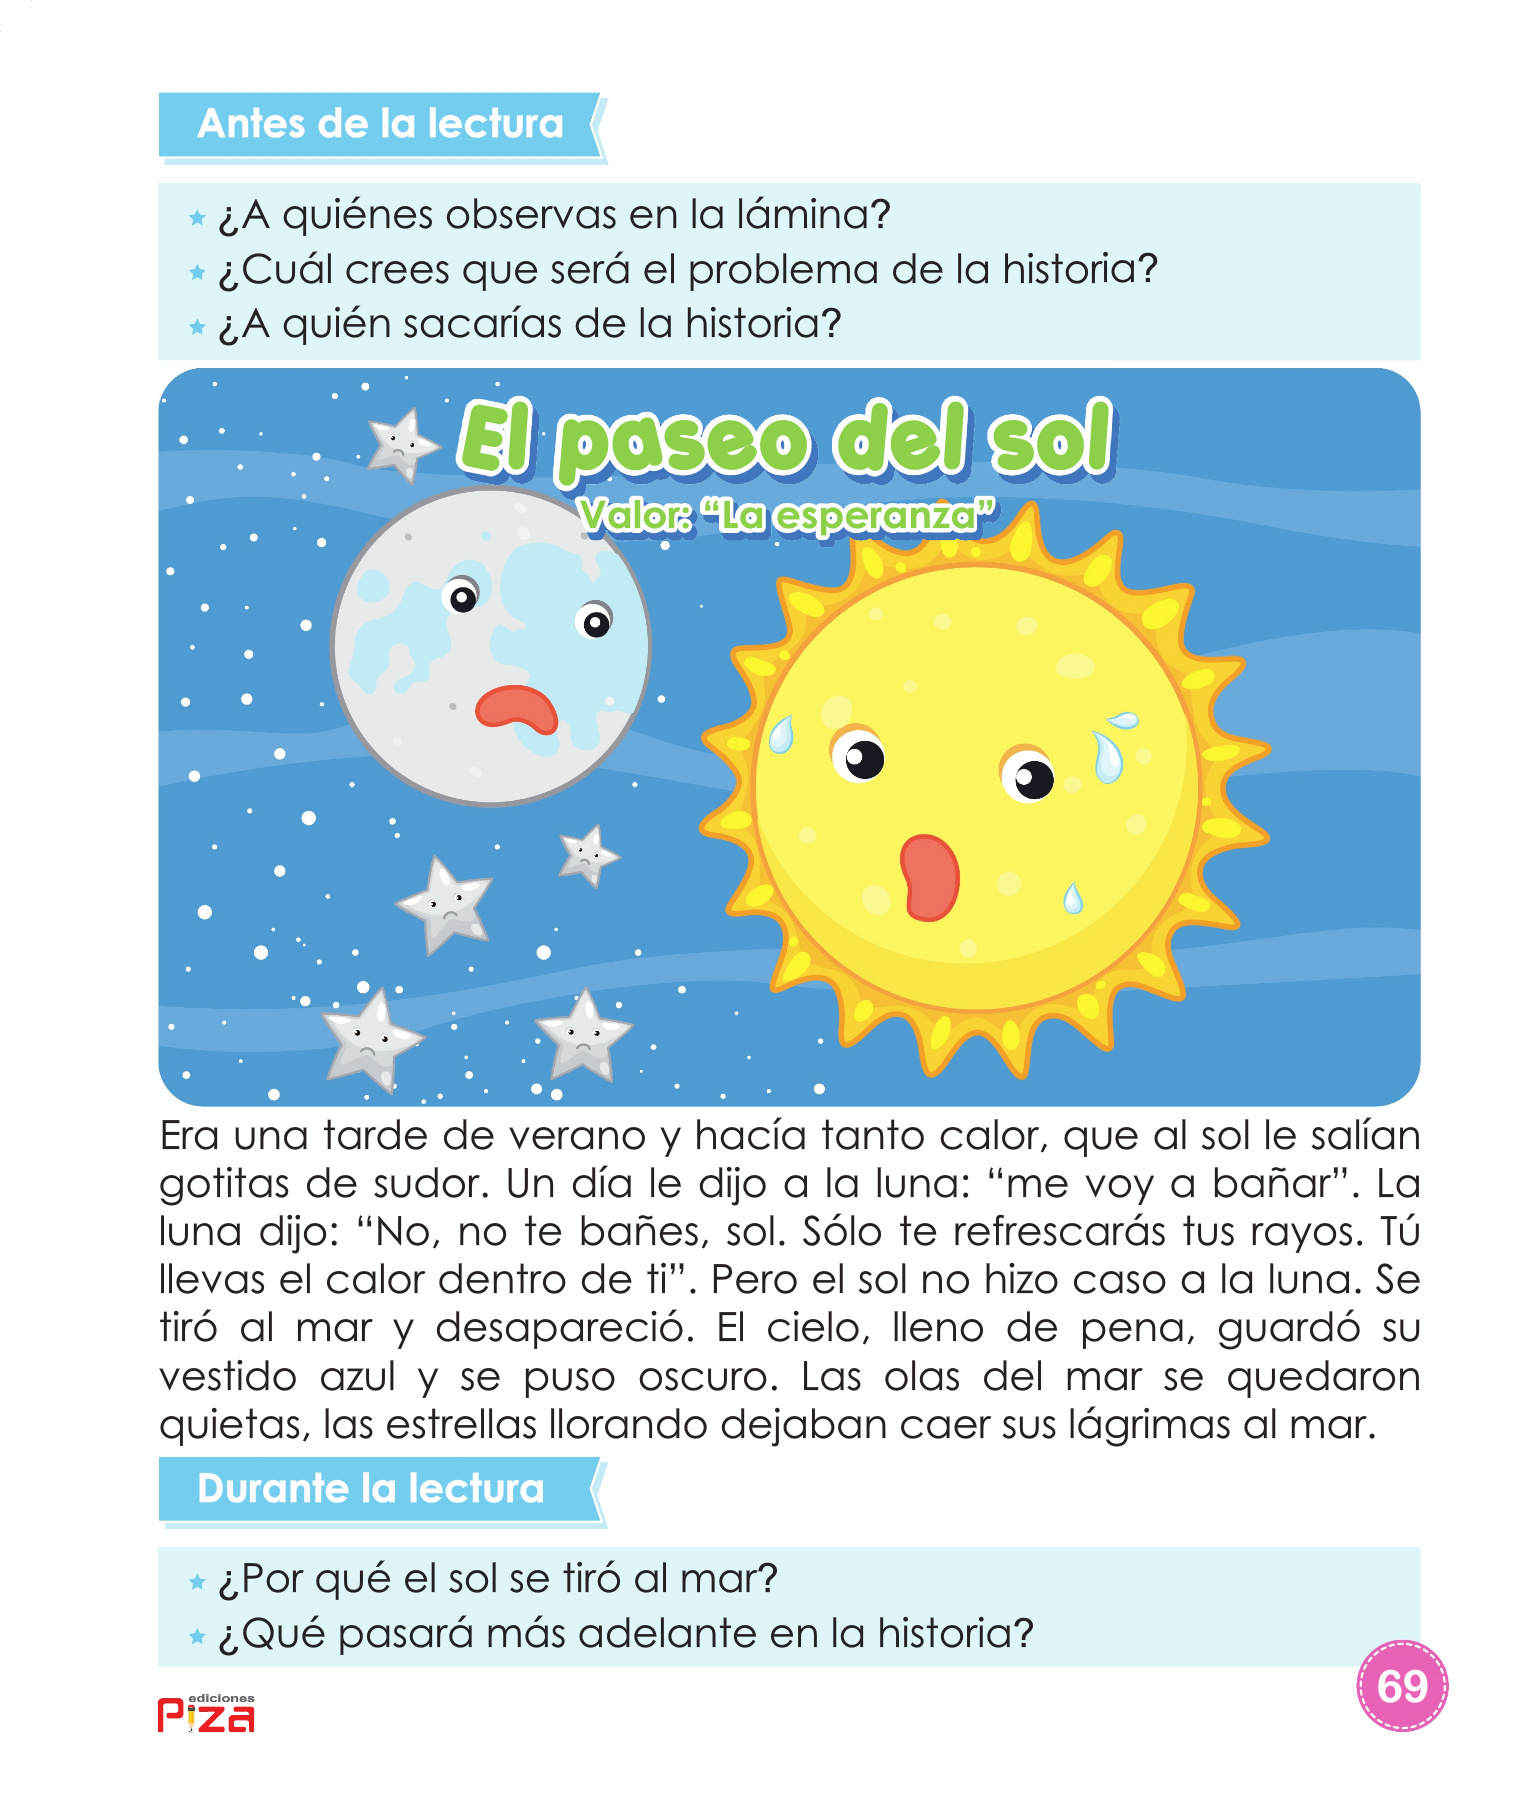 Antes de la lectura
¿A quiénes observas en la lámina?
¿Cuál crees que será el problema de la historia?
¿A quién sacarías de la historia?
El paseo del sol
Valor: “La esperanza”
Era una tarde de verano y hacía tanto calor, que al sol le salían
gotitas de sudor. Un día le dijo a la luna: “me voy a bañar”. La
luna dijo: “No, no te bañes, sol. Sólo te refrescarás tus rayos. Tú
llevas el calor dentro de ti”. Pero el sol no hizo caso a la luna. Se
tiró al mar y desapareció. El cielo, lleno de pena, guardó su
vestido azul y se puso oscuro. Las olas del mar se quedaron
quietas, las estrellas llorando dejaban caer sus lágrimas al mar.
Durante la lectura
¿Por qué el sol se tiró al mar?
¿Qué pasará más adelante en la historia?
69
ediciones
Piza